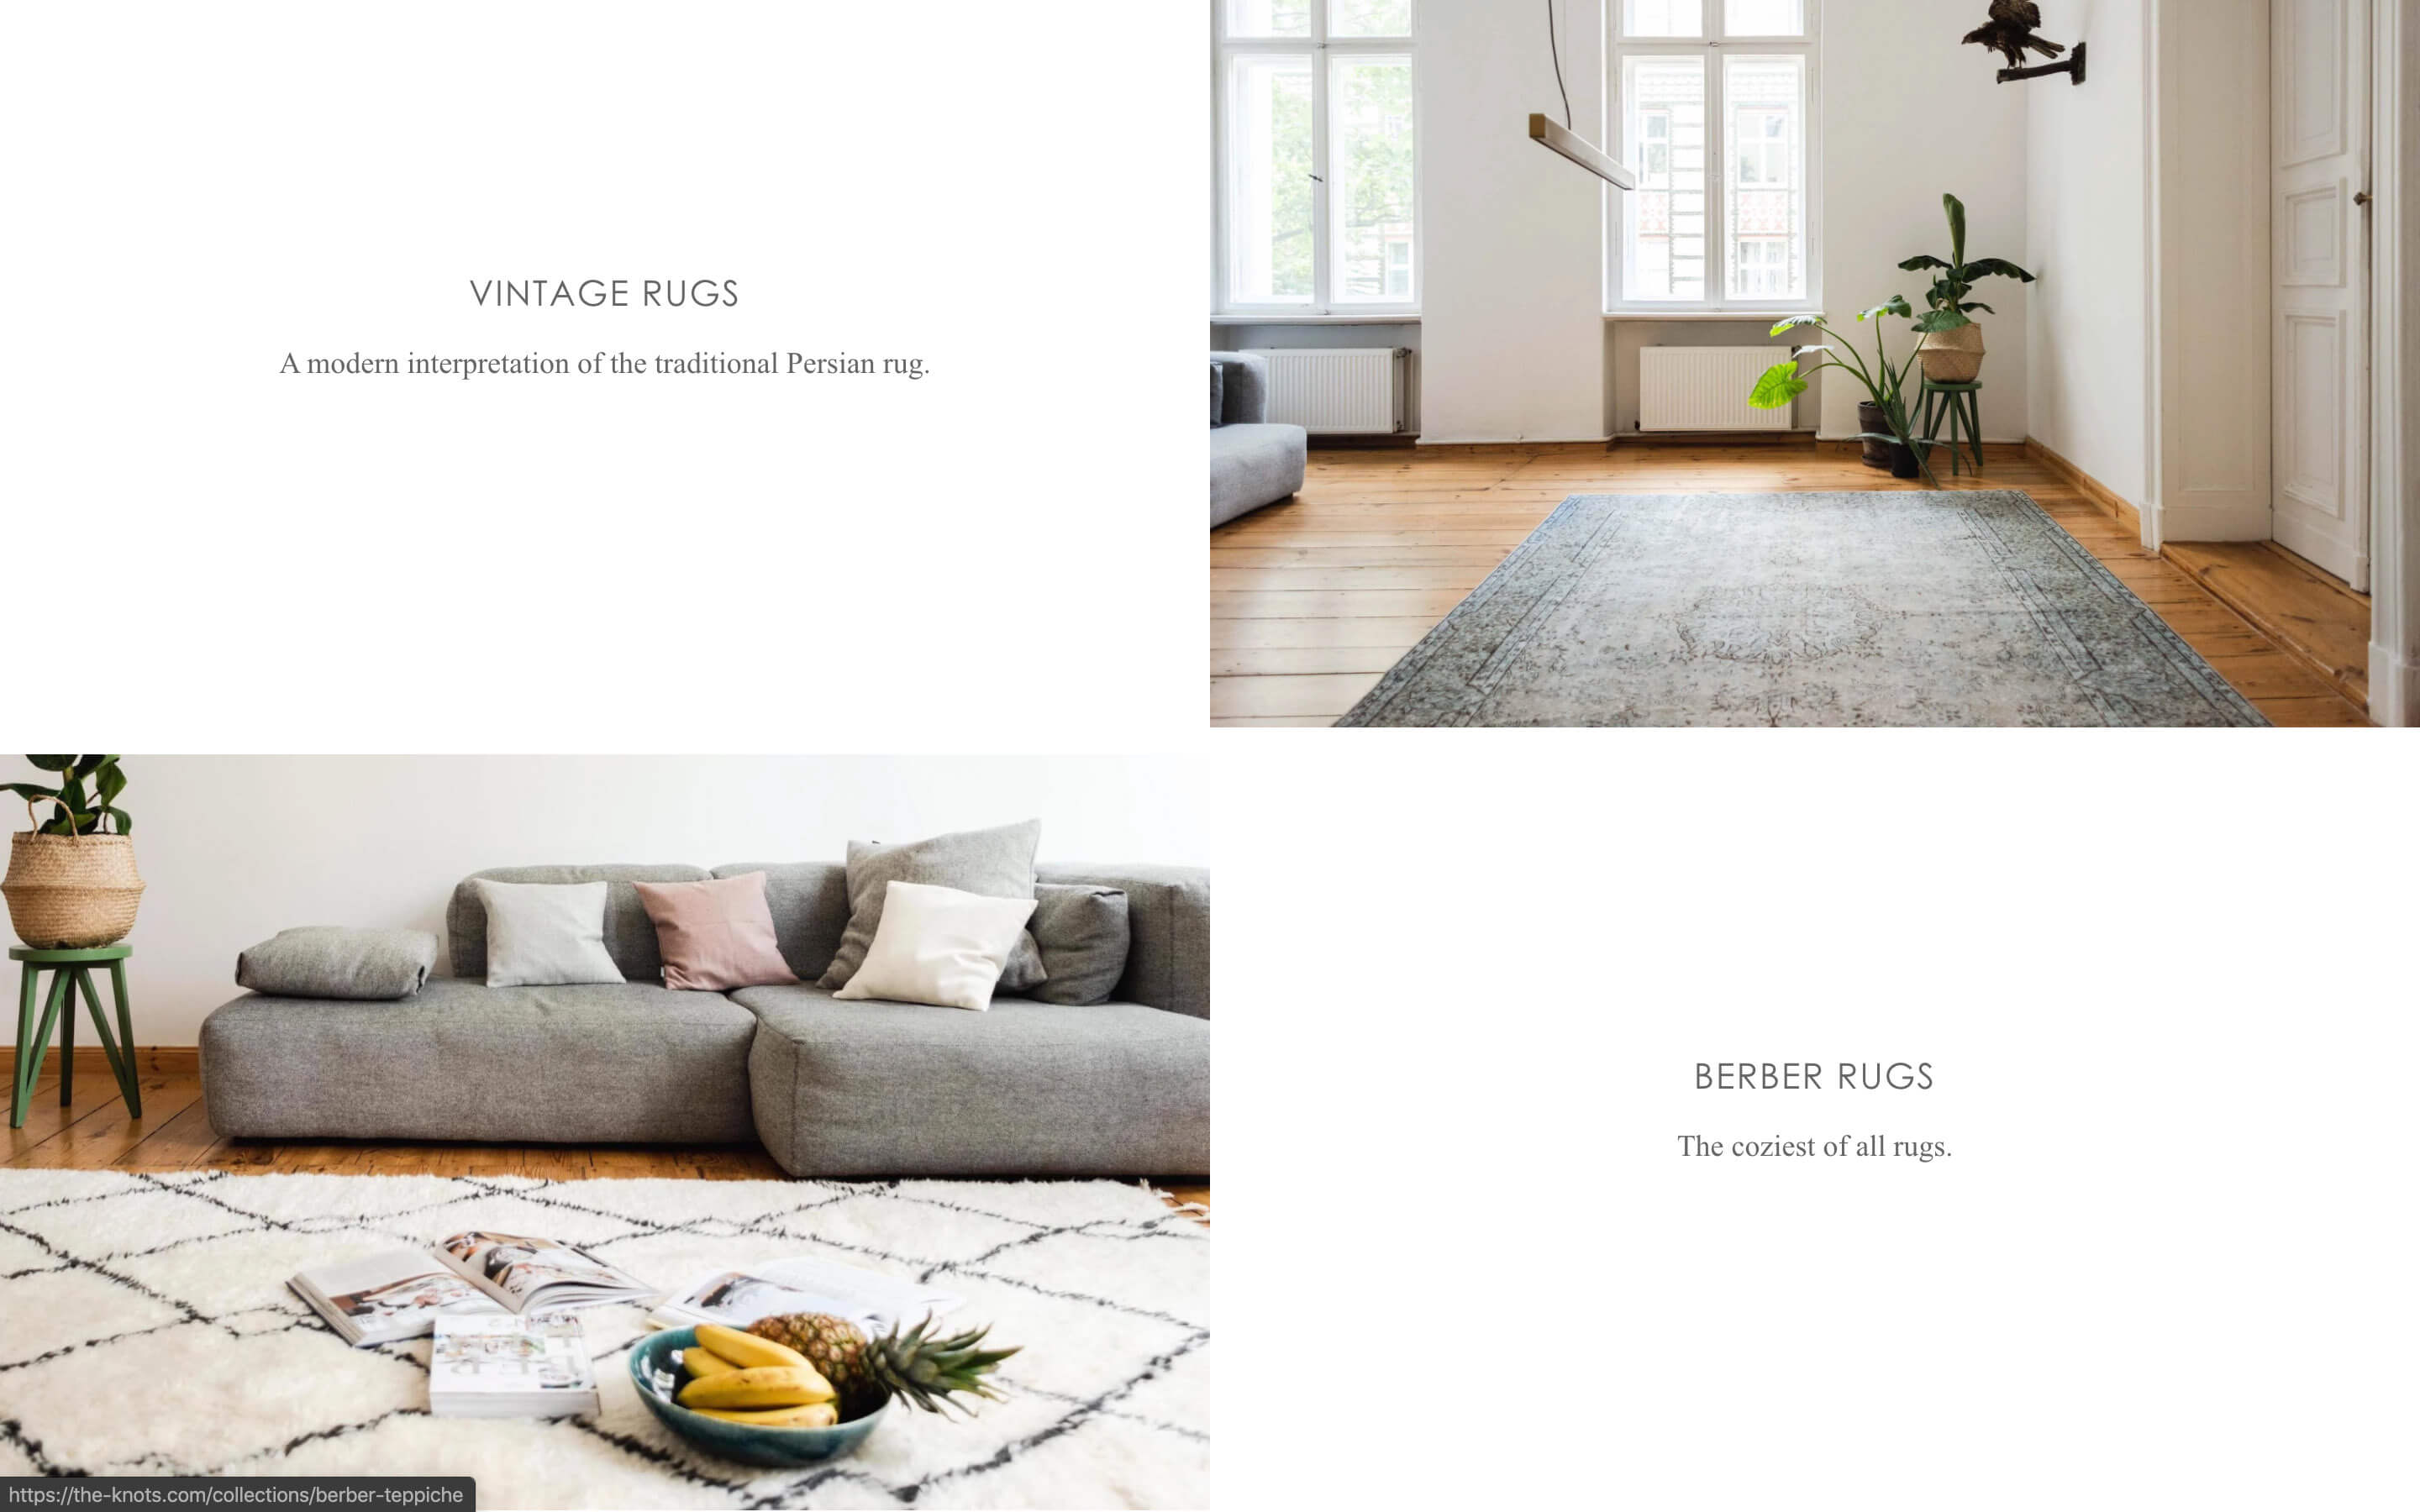 VINTAGE RUGS
A modern interpretation of the traditional Persian rug.
BERBER RUGS
The coziest of all rugs.
https://the-knots.com/collections/berber-teppiche